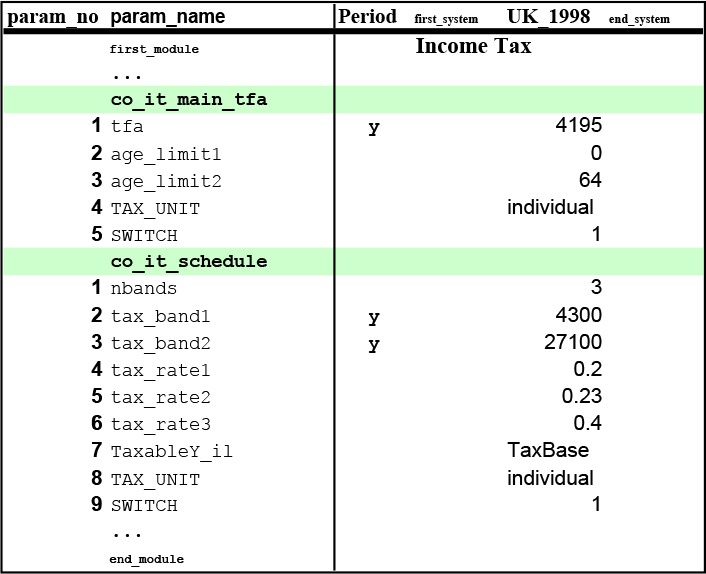 param_no param_name Period first_system UK_1998 end_system
first_module Income Tax
...
co_it_main_tfa
1 tfa y 4195
2 age_limit1 0
3 age_limit2 64
4 TAX_UNIT individual
5 SWITCH 1
co_it_schedule
1 nbands 3
2 tax_band1 y 4300
3 tax_band2 y 27100
4 tax_rate1 0.2
5 tax_rate2 0.23
6 tax_rate3 0.4
7 TaxableY_il TaxBase
8 TAX_UNIT individual
9 SWITCH 1
...
end_module